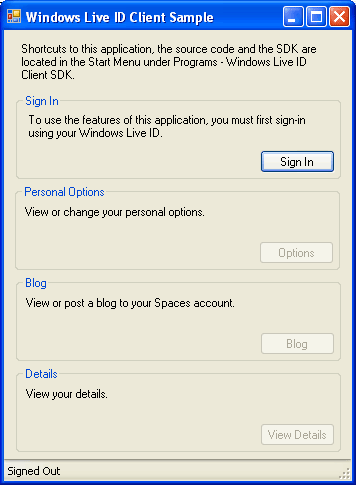 Windows Live ID Client Sample
Shortcuts to this application, the source code and the SDK are
located in the Start Menu under Programs - Windows Live ID
Client SDK.
Sign In
To use the features of this application, you must first sign-in
using your Windows Live ID.
Sign In
Personal Options
View or change your personal options.
Options
Blog
View or post a blog to your Spaces account.
Blog
Details
View your details.
View Details
Signed Out